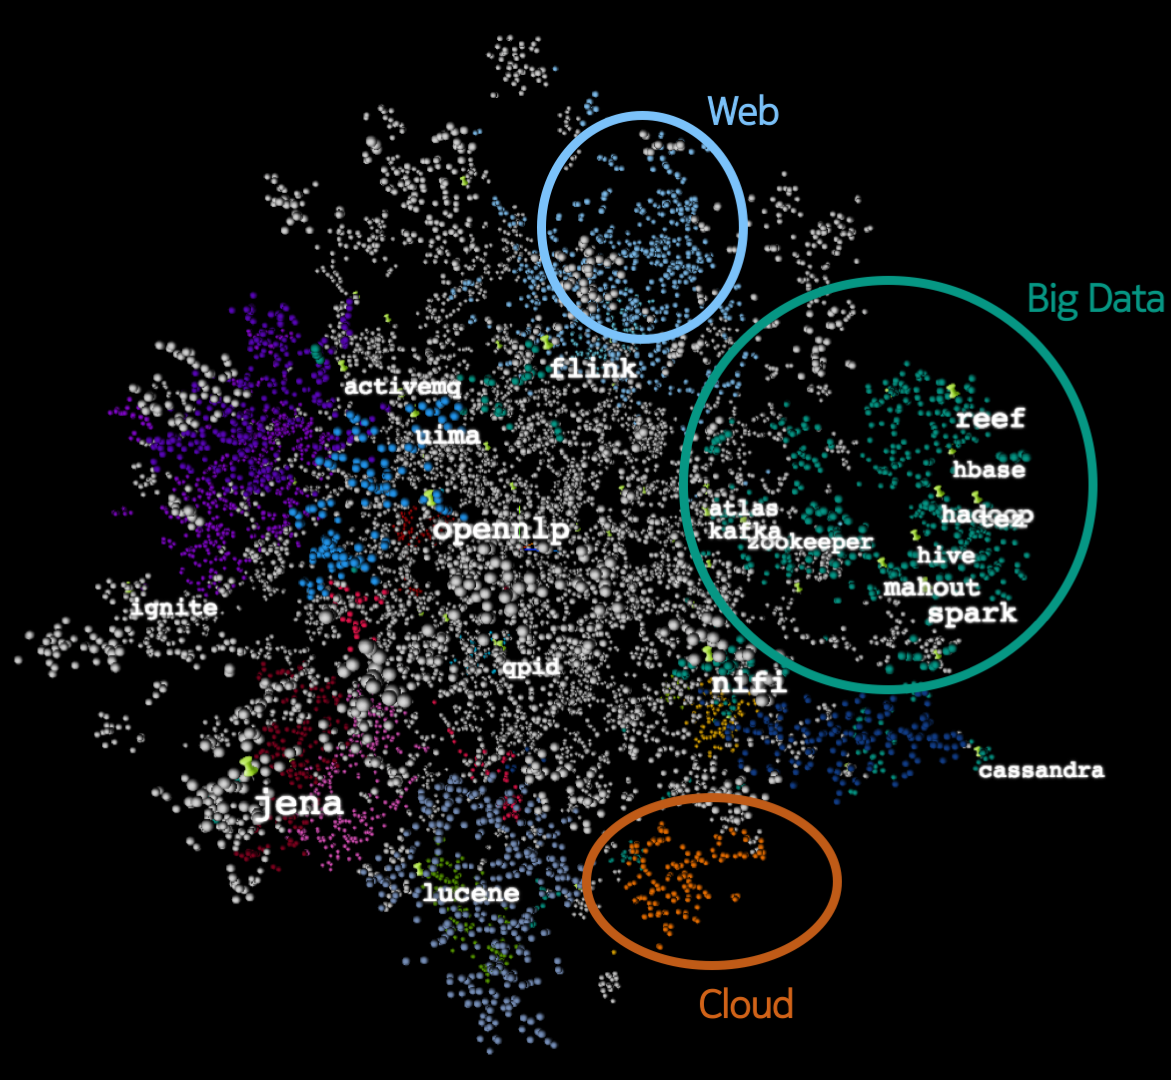 Web
Big Data
flink
activemq
reef
uima
hbase
atlas
hadoop
tez
opennlp
kafka
zookeeper
hive
mahout
ignite
spark
qpid
nifi
cassandra
jena
lucene
Cloud